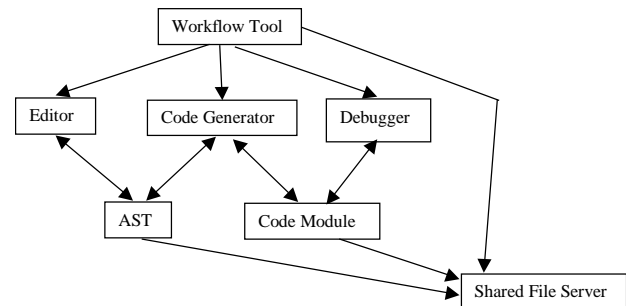 Workflow Tool
Editor
Code Generator
Debugger
AST
Code Module
Shared File Server